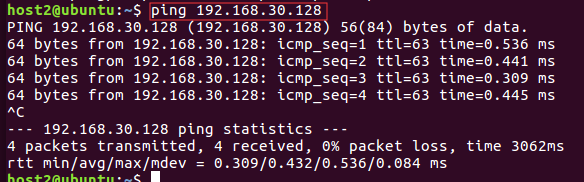 host2@ubuntu:~$ ping 192.168.30.128
PING 192.168.30.128 (192.168.30.128) 56(84) bytes of data.
64 bytes from 192.168.30.128: icmp_seq=1 ttl=63 time=0.536 ms
64 bytes from 192.168.30.128: icmp_seq=2 ttl=63 time=0.441 ms
64 bytes from 192.168.30.128: icmp_seq=3 ttl=63 time=0.309 ms
64 bytes from 192.168.30.128: icmp_seq=4 ttl=63 time=0.445 ms
^C
--- 192.168.30.128 ping statistics ---
4 packets transmitted, 4 received, 0% packet loss, time 3062ms
rtt min/avg/max/mdev = 0.309/0.432/0.536/0.084 ms
host2@ubuntu:~$